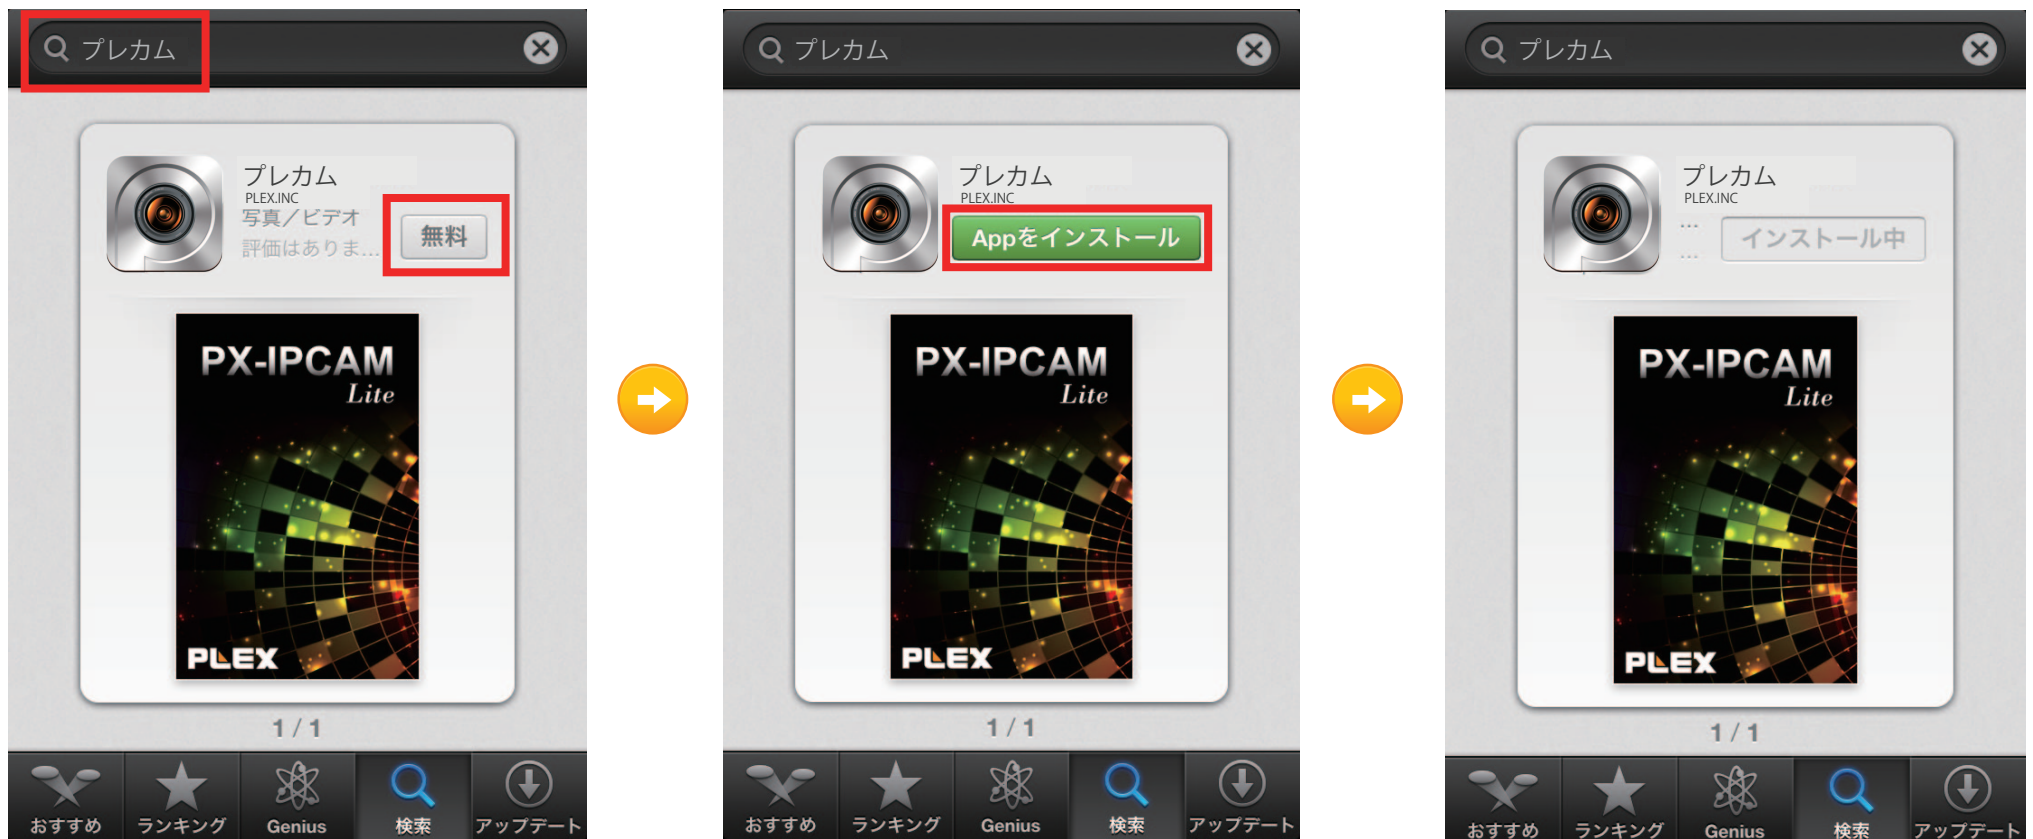 プレカム
プレカム
PLEX.INC
写真／ビデオ
評価はありま...
無料
PX-IPCAM
Lite
PLEX
1 / 1
おすすめ
ランキング
Genius
検索
アップデート
プレカム
プレカム
PLEX.INC
Appをインストール
PX-IPCAM
Lite
PLEX
1 / 1
おすすめ
ランキング
Genius
検索
アップデート
プレカム
プレカム
PLEX.INC
...
...
インストール中
PX-IPCAM
Lite
PLEX
1 / 1
おすすめ
ランキング
Genius
検索
アップデート